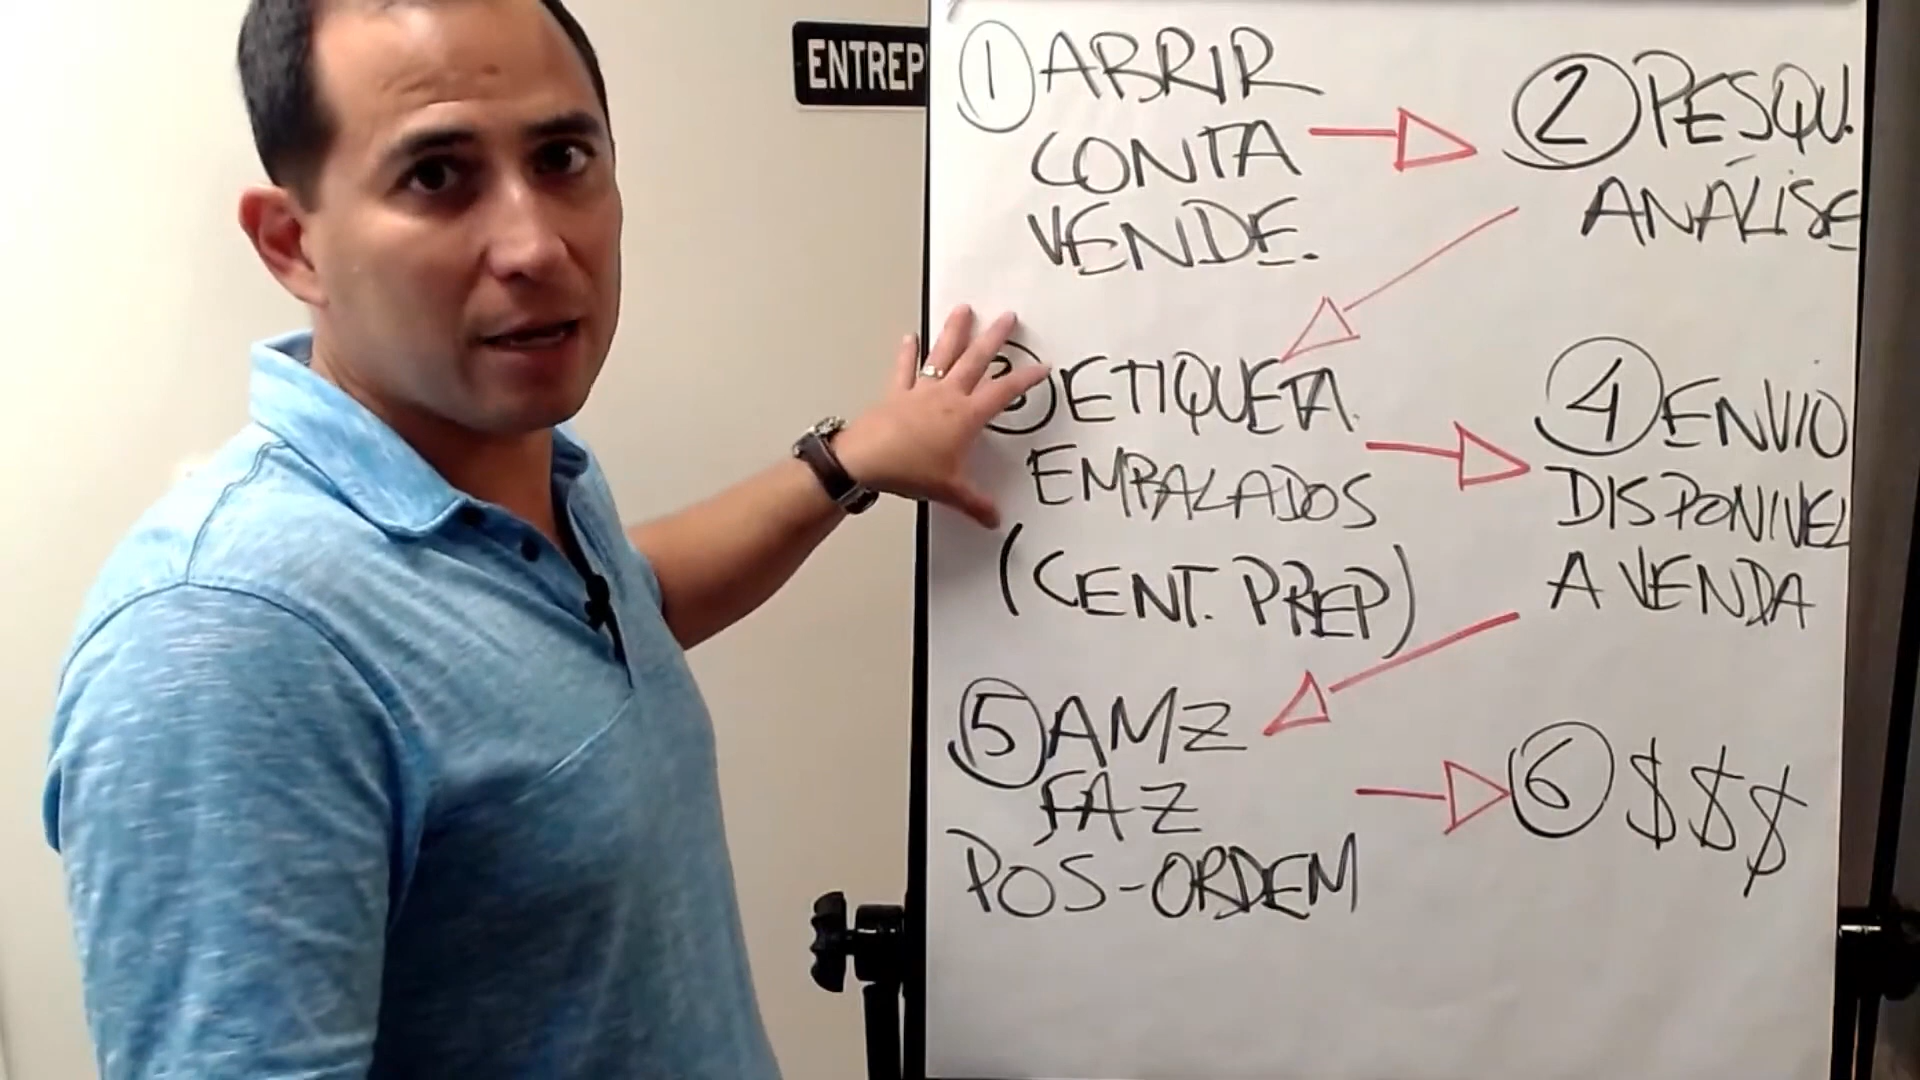 ENTREP
① ABRIR
CONTA
VENDE.
② PESQU.
ANÁLISE
③ ETIQUETA.
EMBALADOS
(CENT. PREP)
④ ENVIO
DISPONIVEL
A VENDA
⑤ AMZ
FAZ
POS-ORDEM
⑥ $$$